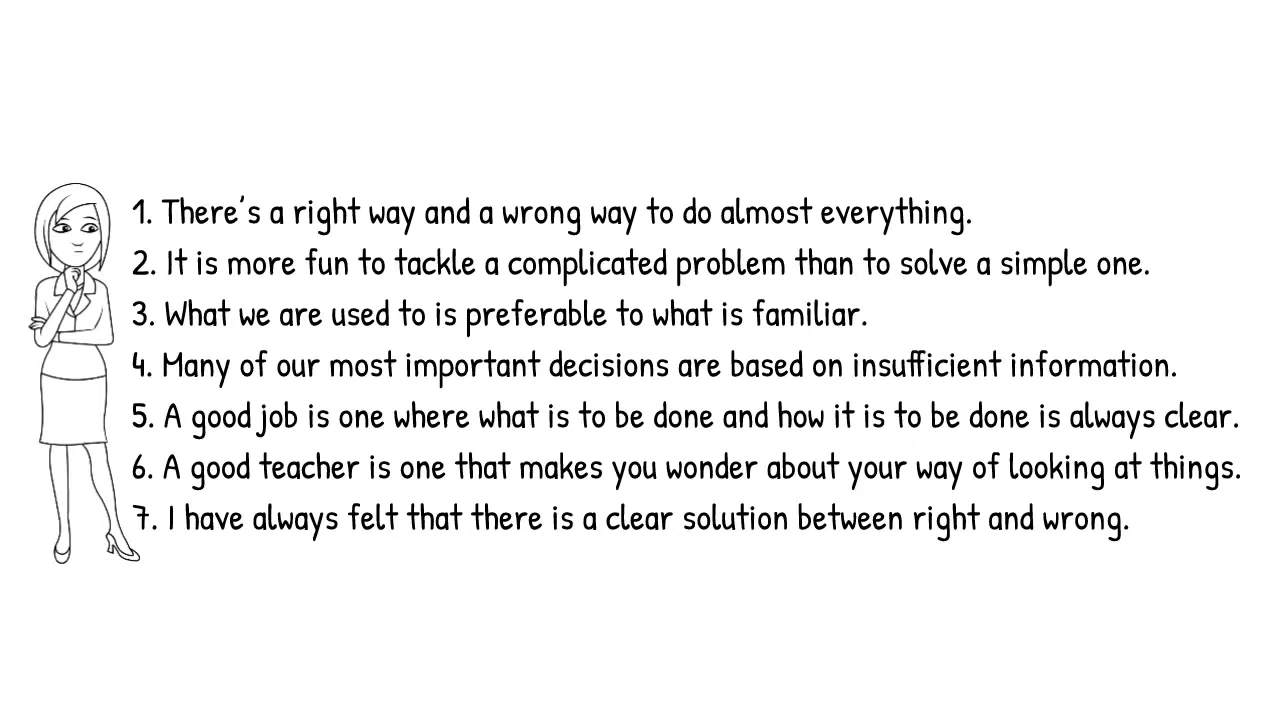 1. There's a right way and a wrong way to do almost everything.
2. It is more fun to tackle a complicated problem than to solve a simple one.
3. What we are used to is preferable to what is familiar.
4. Many of our most important decisions are based on insufficient information.
5. A good job is one where what is to be done and how it is to be done is always clear.
6. A good teacher is one that makes you wonder about your way of looking at things.
7. I have always felt that there is a clear solution between right and wrong.